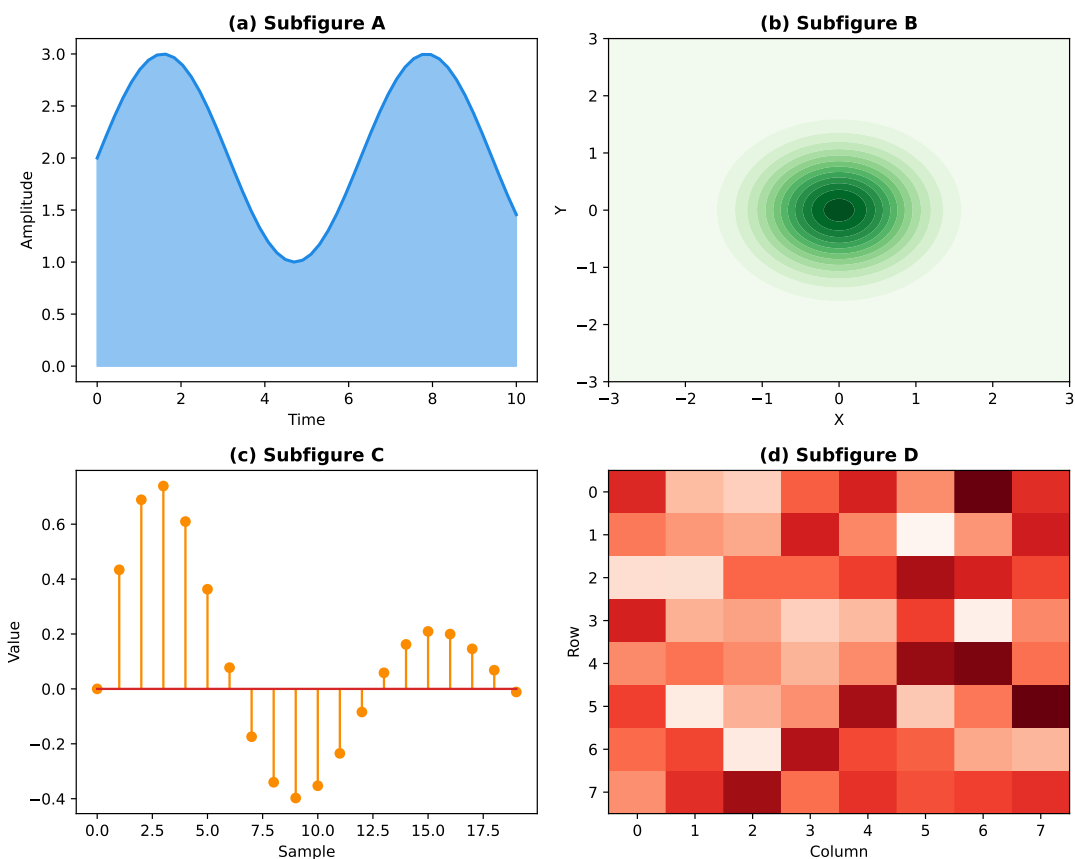 (a) Subfigure A
3.0
2.5
2.0
1.5
1.0
0.5
0.0
Amplitude
0 2 4 6 8 10
Time
(b) Subfigure B
3
2
1
0
−1
−2
−3
Y
−3 −2 −1 0 1 2 3
X
(c) Subfigure C
0.6
0.4
0.2
0.0
−0.2
−0.4
Value
0.0 2.5 5.0 7.5 10.0 12.5 15.0 17.5
Sample
(d) Subfigure D
0
1
2
3
4
5
6
7
Row
0 1 2 3 4 5 6 7
Column